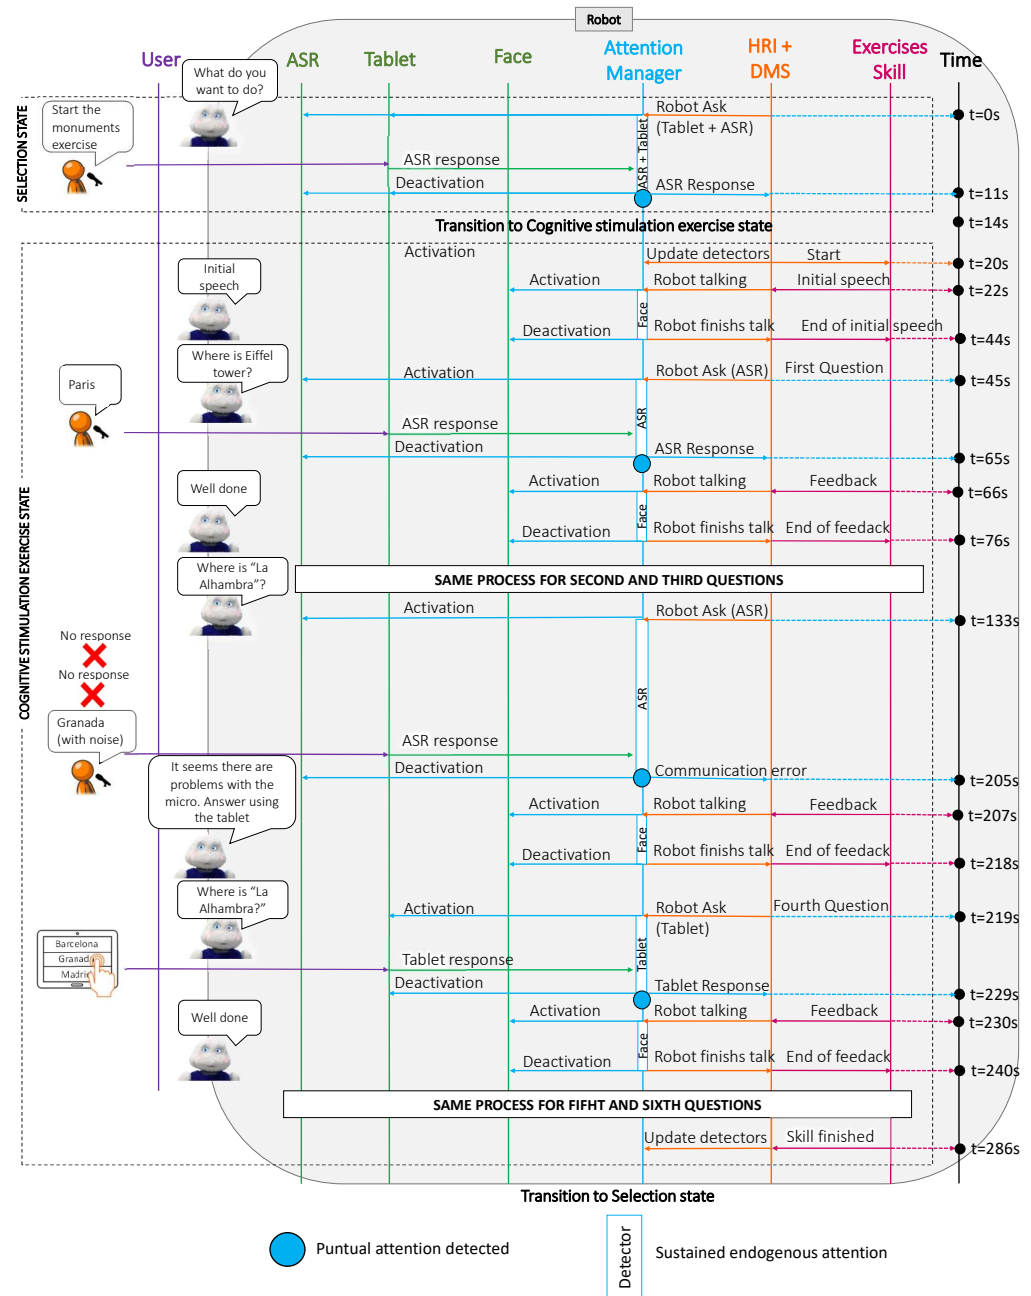 Robot
User
ASR
Tablet
Face
Attention
Manager
HRI +
DMS
Exercises
Skill
Time
SELECTION STATE
What do you
want to do?
Start the
monuments
exercise
Robot Ask
(Tablet + ASR)
t=0s
ASR + Tablet
ASR response
Deactivation
ASR Response
t=11s
Transition to Cognitive stimulation exercise state
t=14s
COGNITIVE STIMULATION EXERCISE STATE
Activation
Update detectors
Start
t=20s
Initial
speech
Activation
Robot talking
Initial speech
t=22s
Face
Deactivation
Robot finishs talk
End of initial speech
t=44s
Where is Eiffel
tower?
Activation
Robot Ask (ASR)
First Question
t=45s
Paris
ASR
ASR response
Deactivation
ASR Response
t=65s
Well done
Activation
Robot talking
Feedback
t=66s
Face
Deactivation
Robot finishs talk
End of feedack
t=76s
SAME PROCESS FOR SECOND AND THIRD QUESTIONS
Where is “La
Alhambra”?
Activation
Robot Ask (ASR)
t=133s
No response
No response
ASR
Granada
(with noise)
ASR response
Deactivation
Communication error
t=205s
It seems there are
problems with the
micro. Answer using
the tablet
Activation
Robot talking
Feedback
t=207s
Face
Deactivation
Robot finishs talk
End of feedack
t=218s
Where is “La
Alhambra?”
Activation
Robot Ask
(Tablet)
Fourth Question
t=219s
Barcelona
Granad
Madri
Tablet
Tablet response
Deactivation
Tablet Response
t=229s
Well done
Activation
Robot talking
Feedback
t=230s
Face
Deactivation
Robot finishs talk
End of feedack
t=240s
SAME PROCESS FOR FIFHT AND SIXTH QUESTIONS
Update detectors
Skill finished
t=286s
Transition to Selection state
Puntual attention detected
Detector
Sustained endogenous attention